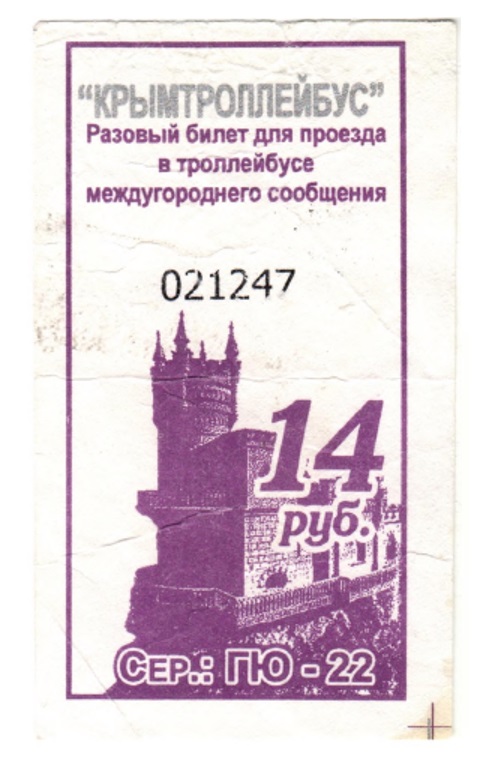 "КРЫМТРОЛЛЕЙБУС"
Разовый билет для проезда
в троллейбусе
междугороднего сообщения
021247
14
руб.
Сер.: ГЮ - 22